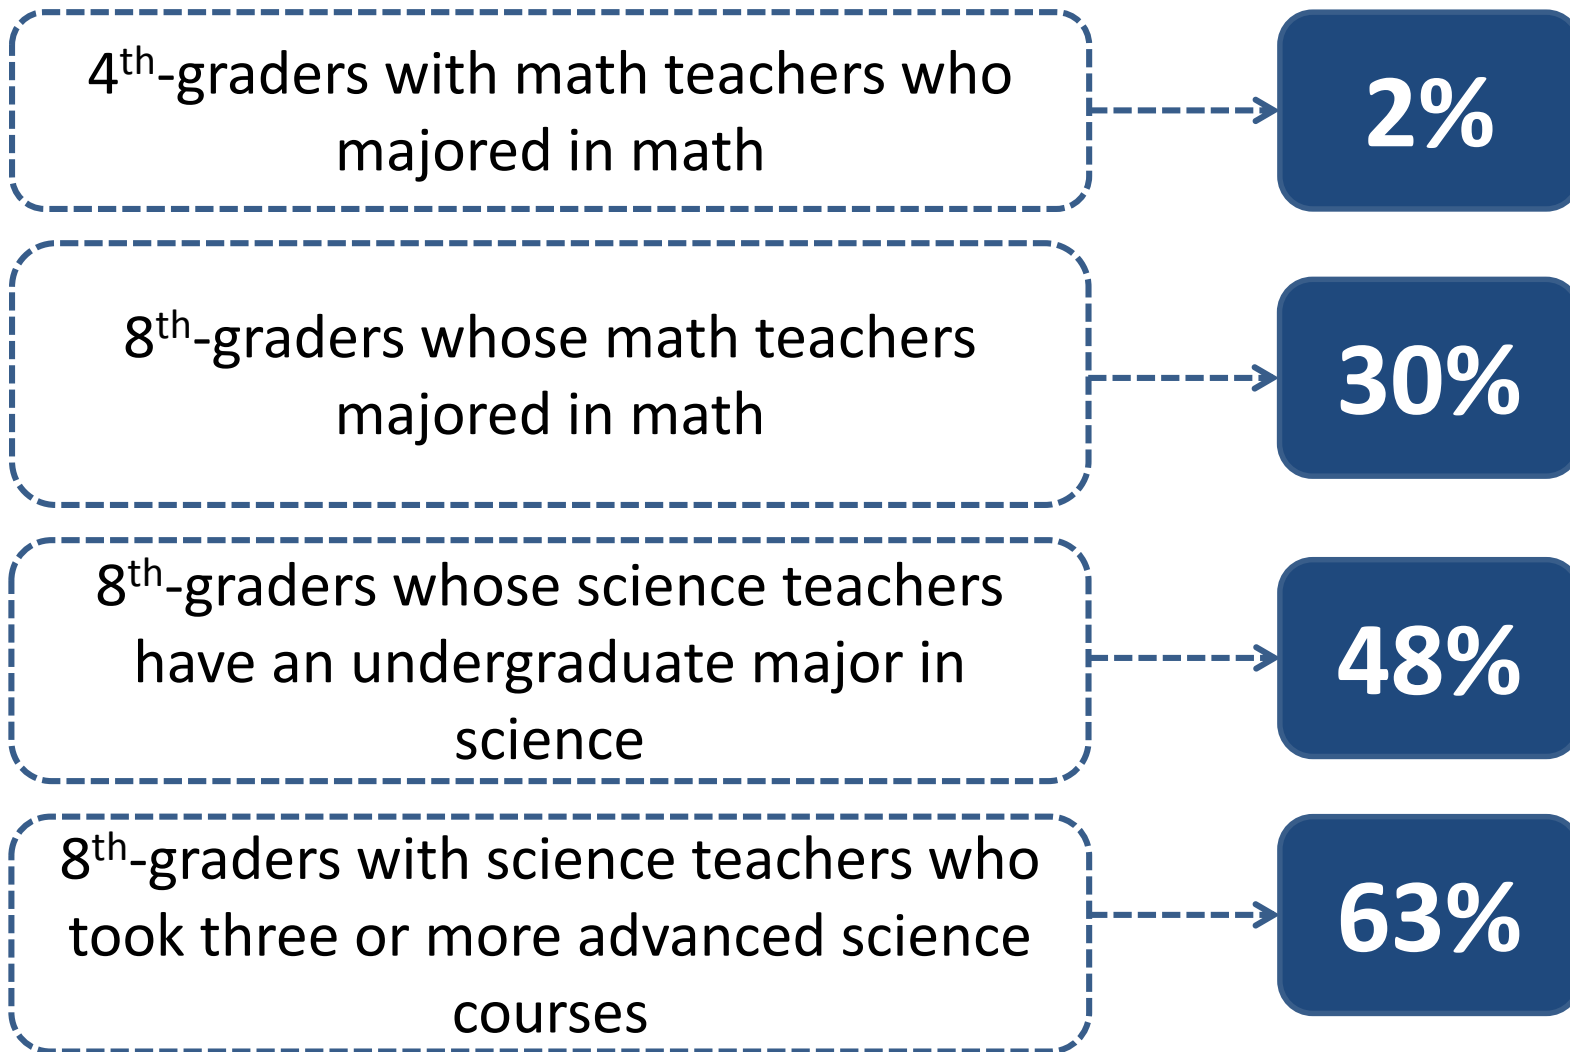 4th-graders with math teachers who
majored in math
2%
8th-graders whose math teachers
majored in math
30%
8th-graders whose science teachers
have an undergraduate major in
science
48%
8th-graders with science teachers who
took three or more advanced science
courses
63%